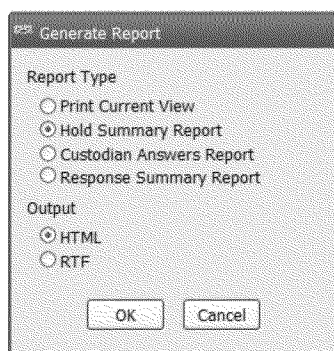 Generate Report
Report Type
Print Current View
Hold Summary Report
Custodian Answers Report
Response Summary Report
Output
HTML
RTF
OK Cancel